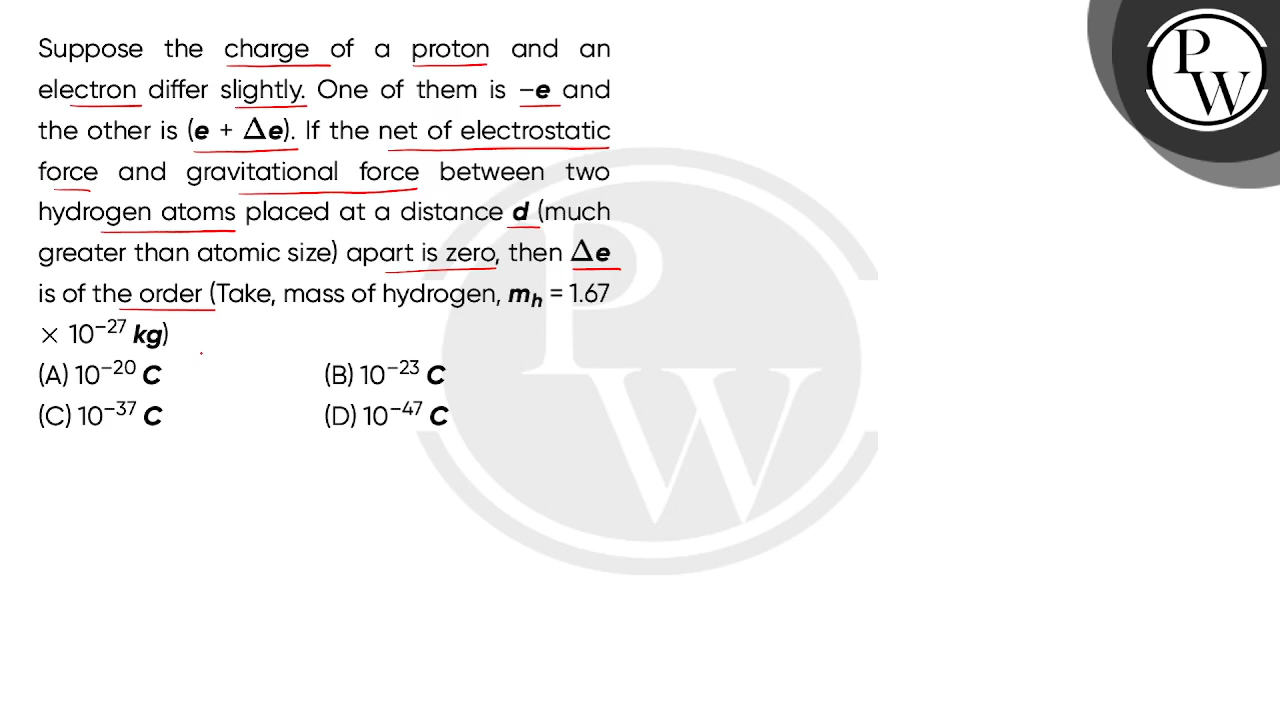 Suppose the charge of a proton and an
electron differ slightly. One of them is −e and
the other is (e + Δe). If the net of electrostatic
force and gravitational force between two
hydrogen atoms placed at a distance d (much
greater than atomic size) apart is zero, then Δe
is of the order (Take, mass of hydrogen, mₕ = 1.67
× 10⁻²⁷ kg)
(A) 10⁻²⁰ C (B) 10⁻²³ C
(C) 10⁻³⁷ C (D) 10⁻⁴⁷ C
P
W
P
W